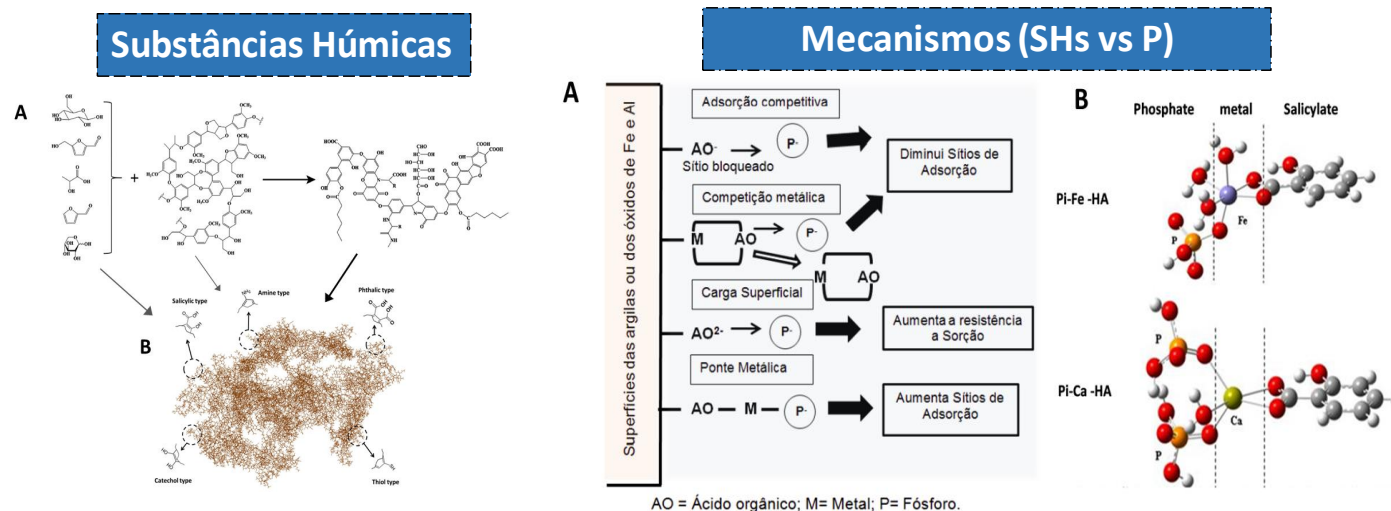 Substâncias Húmicas
A
B
Salicylic type
Amine type
Phthalic type
Catechol type
Thiol type
Mecanismos (SHs vs P)
A
Superfícies das argilas ou dos óxidos de Fe e Al
Adsorção competitiva
AO-
P-
Sítio bloqueado
Diminui Sítios de
Adsorção
Competição metálica
M AO
P-
M AO
Carga Superficial
AO2-
P-
Aumenta a resistência
a Sorção
Ponte Metálica
AO — M — P-
Aumenta Sítios de
Adsorção
AO = Ácido orgânico; M= Metal; P= Fósforo.
B
Phosphate metal Salicylate
Pi-Fe -HA
Fe
P
P
Pi-Ca -HA
Ca
P